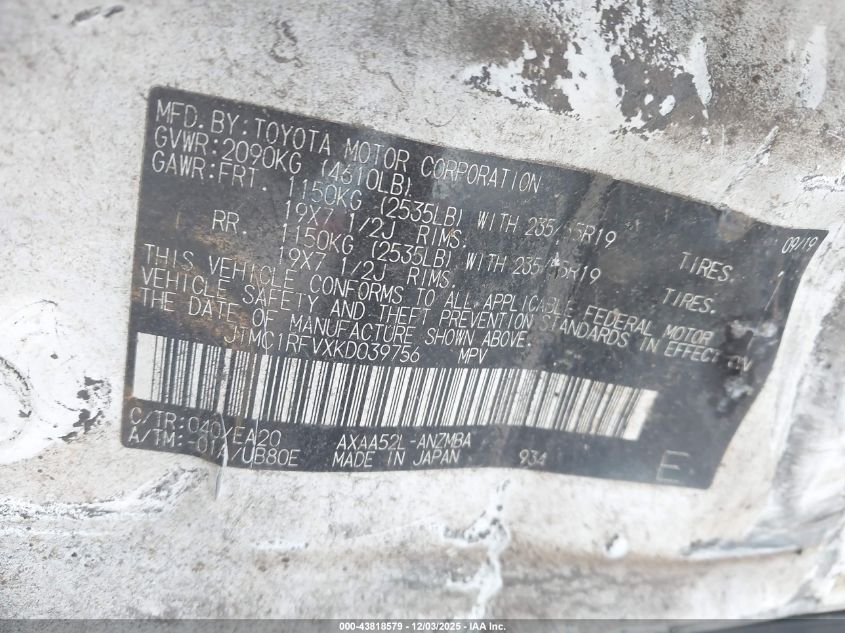 MFD. BY: TOYOTA MOTOR CORPORATION 09/19
GVWR: 2090KG (4610LB)
GAWR: FRT. 1150KG (2535LB) WITH 235/55R19 TIRES.
19X7 1/2J RIMS.
RR. 1150KG (2535LB) WITH 235/55R19 TIRES.
19X7 1/2J RIMS.
THIS VEHICLE CONFORMS TO ALL APPLICABLE FEDERAL MOTOR
VEHICLE SAFETY AND THEFT PREVENTION STANDARDS IN EFFECT ON
THE DATE OF MANUFACTURE SHOWN ABOVE.
JTMC1RFVXKD039756 MPV
C/TR: 040/EA20 AXAA52L-ANZMBA
A/TM: -01A/UB80E MADE IN JAPAN 934 E
000-43818579 - 12/03/2025 - IAA Inc.